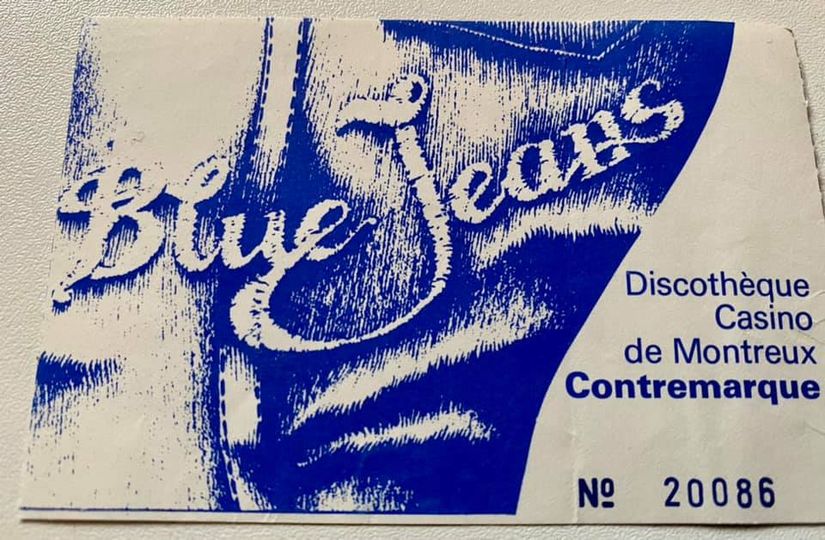 Blue Jeans
Discothèque
Casino
de Montreux
Contremarque
Nº 20086